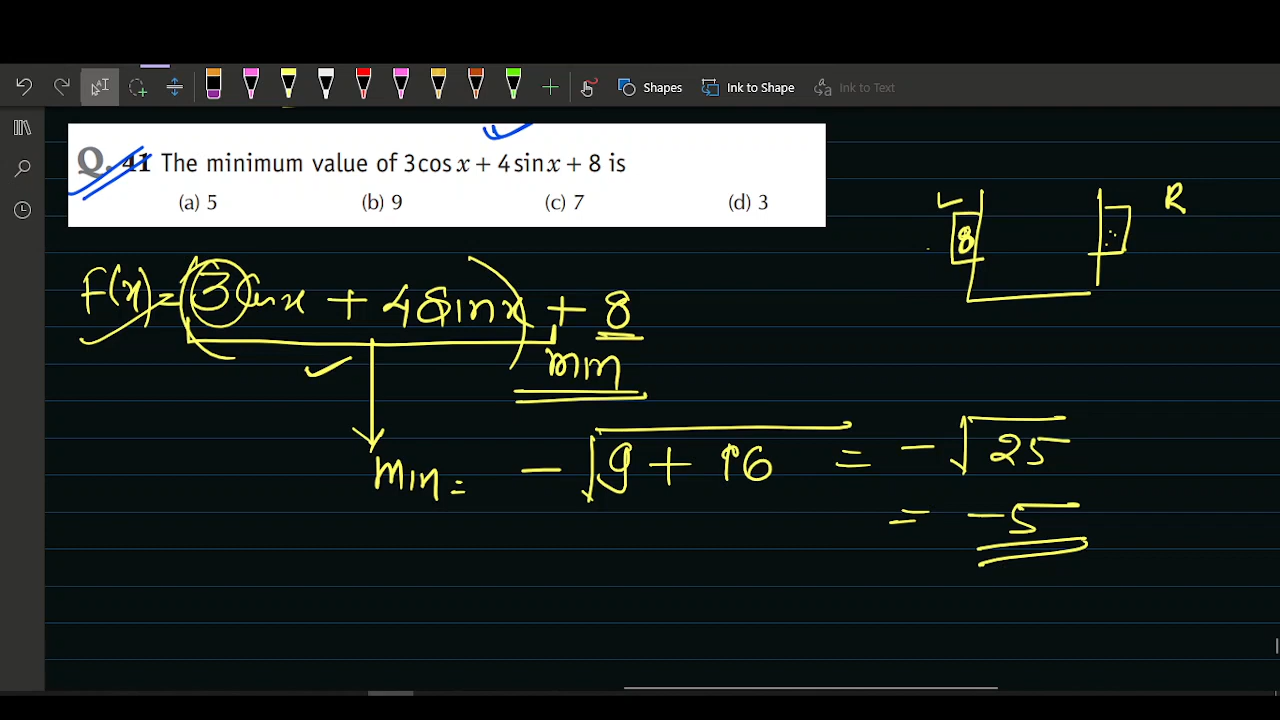 Shapes Ink to Shape Ink to Text
Q. 41 The minimum value of 3cos x + 4sin x + 8 is
(a) 5 (b) 9 (c) 7 (d) 3
L R
8
F(x) = (3cosx + 4sinx) + 8
min
min = - √9 + 16 = - √25
= -5